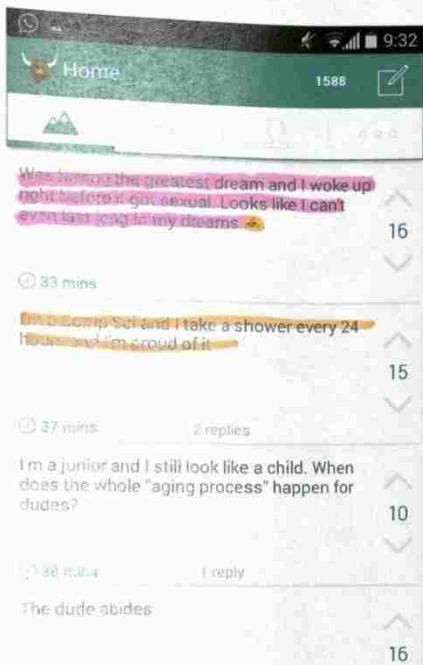 9:32
Home
1588
Was having the greatest dream and I woke up
right before it got sexual. Looks like I can't
even last long in my dreams
16
33 mins
I'm a Comp Sci and I take a shower every 24
hours and I'm proud of it
15
37 mins 2 replies
I'm a junior and I still look like a child. When
does the whole "aging process" happen for
dudes?
10
mins 1 reply
The dude abides
16